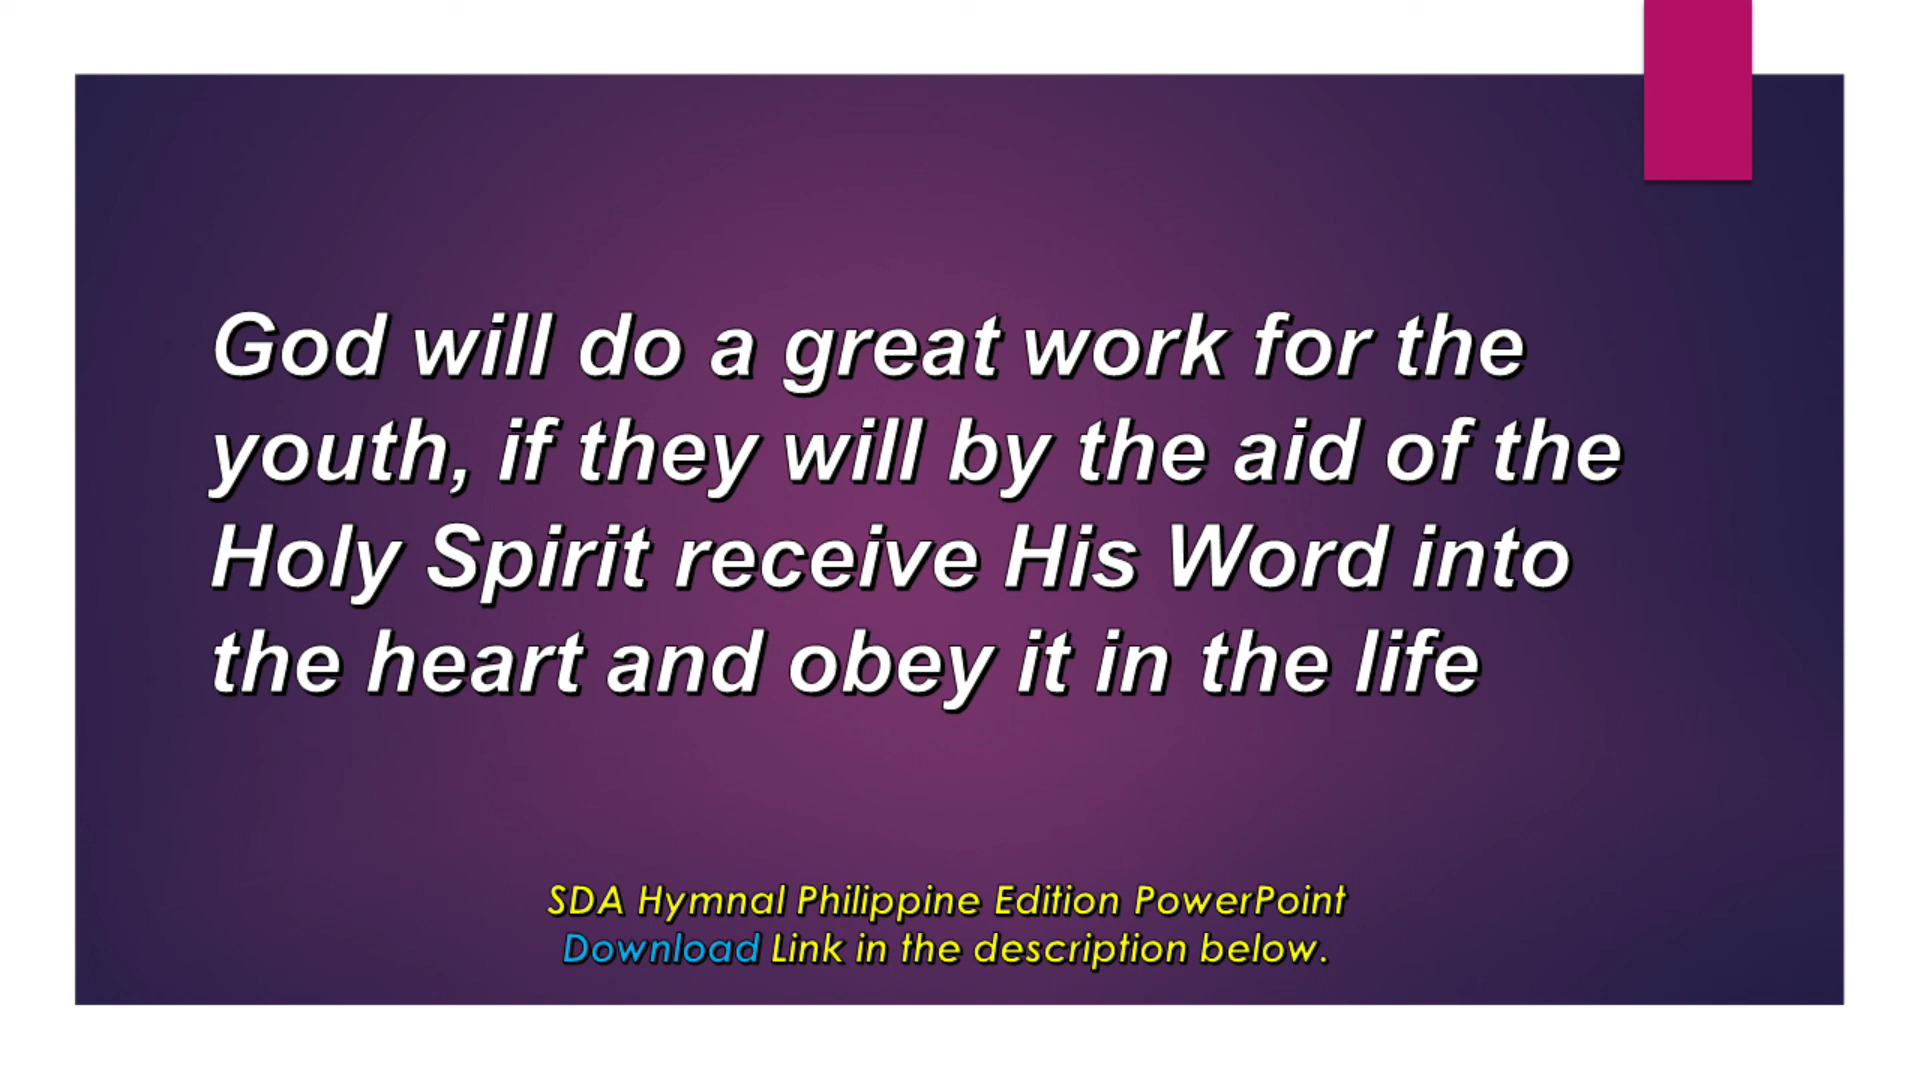 God will do a great work for the
youth, if they will by the aid of the
Holy Spirit receive His Word into
the heart and obey it in the life
SDA Hymnal Philippine Edition PowerPoint
Download Link in the description below.